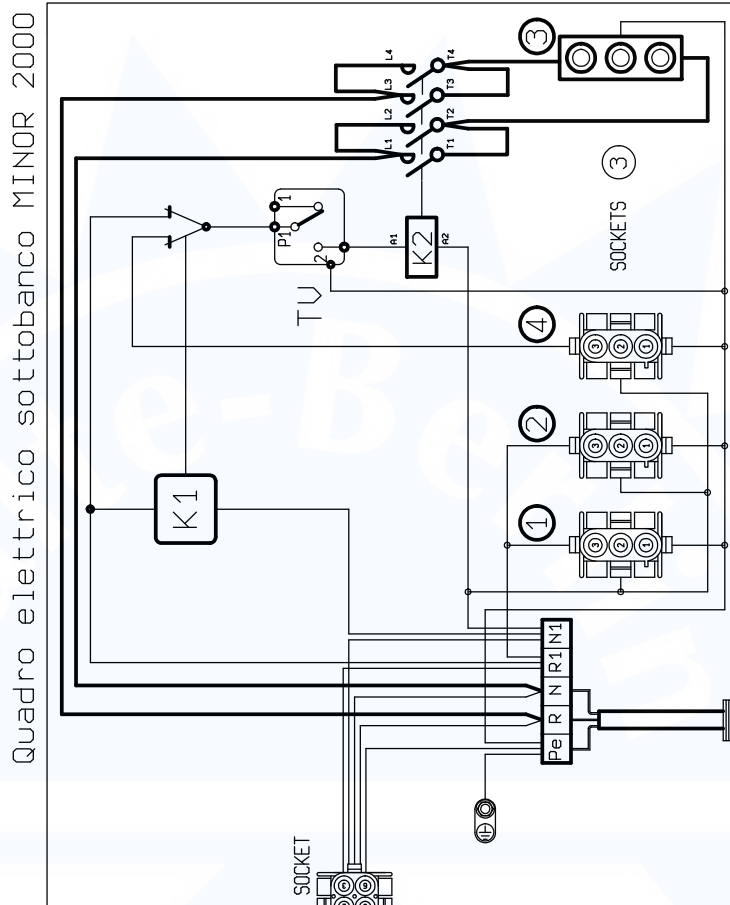 Quadro elettrico sottobanco MINOR 2000
L4
L3
L2
L1
T4
T3
T2
T1
3
1
P1
2
TV
A1
K2
A2
SOCKETS
3
4
3
2
1
2
3
2
1
K1
1
3
2
1
Pe
R
N
R1
N1
SOCKET